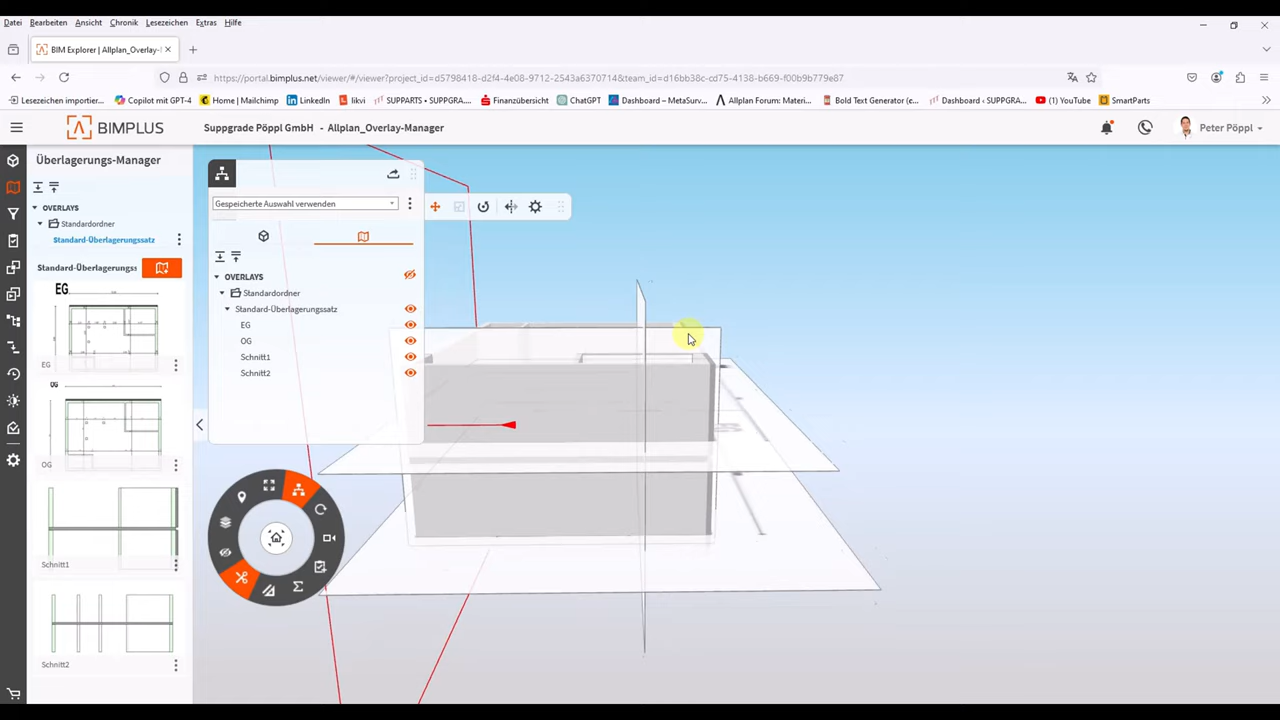 Datei Bearbeiten Ansicht Chronik Lesezeichen Extras Hilfe
BIM Explorer | Allplan_Overlay-
https://portal.bimplus.net/viewer/#/viewer?project_id=d5798418-d2f4-4e08-9712-2543a6370714&team_id=d16bb38c-cd75-4138-b669-f00b9b779e87
Lesezeichen importier... Copilot mit GPT-4 Home | Mailchimp LinkedIn likvi SUPPARTS • SUPPGRA... Finanzübersicht ChatGPT Dashboard – MetaSurv... Allplan Forum: Materi... Bold Text Generator (e... Dashboard ‹ SUPPGRA... (1) YouTube SmartParts
BIMPLUS Suppgrade Pöppl GmbH - Allplan_Overlay-Manager Peter Pöppl
Überlagerungs-Manager
OVERLAYS
Standardordner
Standard-Überlagerungssatz
Standard-Überlagerungss
EG
EG
OG
OG
Schnitt1
Schnitt2
Gespeicherte Auswahl verwenden
OVERLAYS
Standardordner
Standard-Überlagerungssatz
EG
OG
Schnitt1
Schnitt2